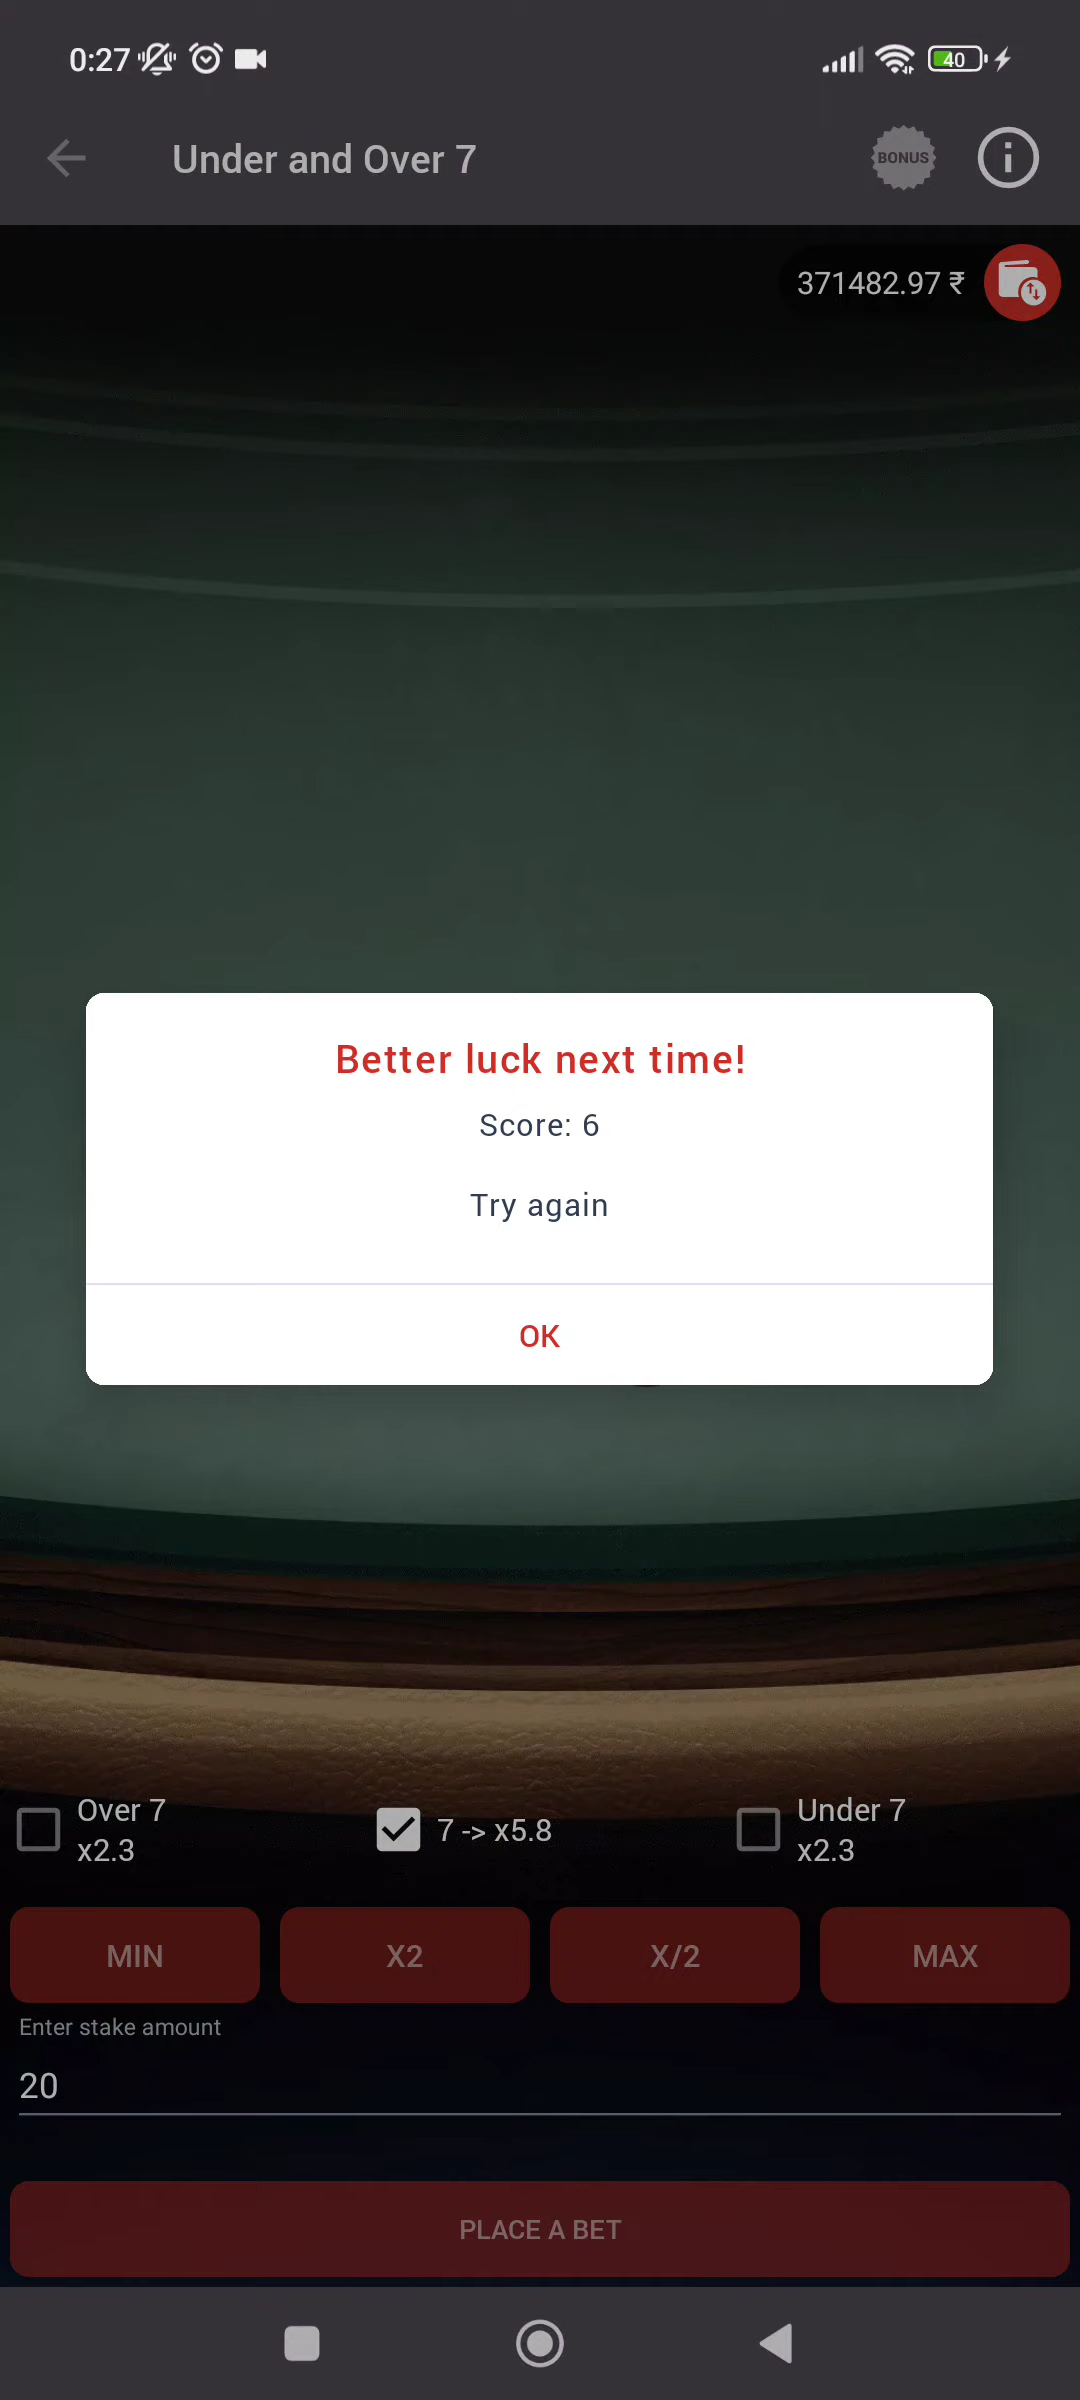 0:27
40
Under and Over 7
BONUS
371482.97 ₹
Better luck next time!
Score: 6
Try again
OK
Over 7
x2.3
7 -> x5.8
Under 7
x2.3
MIN
X2
X/2
MAX
Enter stake amount
20
PLACE A BET